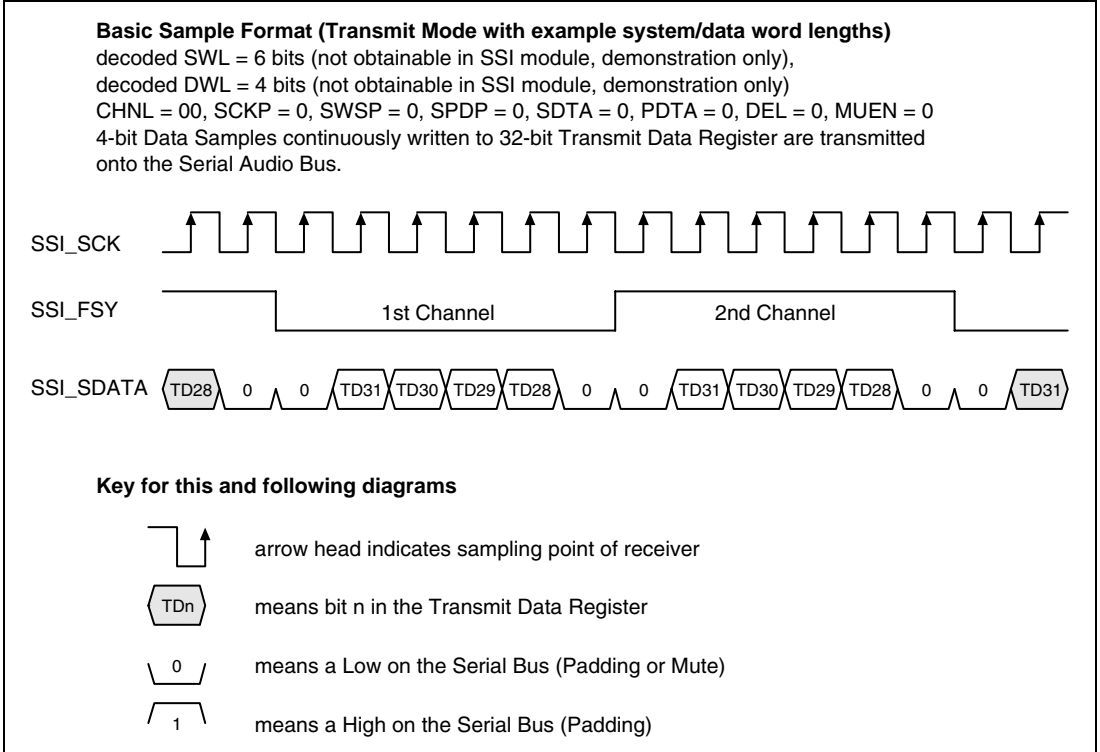 Basic Sample Format (Transmit Mode with example system/data word lengths)
decoded SWL = 6 bits (not obtainable in SSI module, demonstration only),
decoded DWL = 4 bits (not obtainable in SSI module, demonstration only)
CHNL = 00, SCKP = 0, SWSP = 0, SPDP = 0, SDTA = 0, PDTA = 0, DEL = 0, MUEN = 0
4-bit Data Samples continuously written to 32-bit Transmit Data Register are transmitted
onto the Serial Audio Bus.
SSI_SCK
SSI_FSY 1st Channel 2nd Channel
SSI_SDATA TD28 0 0 TD31 TD30 TD29 TD28 0 0 TD31 TD30 TD29 TD28 0 0 TD31
Key for this and following diagrams
arrow head indicates sampling point of receiver
TDn means bit n in the Transmit Data Register
0 means a Low on the Serial Bus (Padding or Mute)
1 means a High on the Serial Bus (Padding)